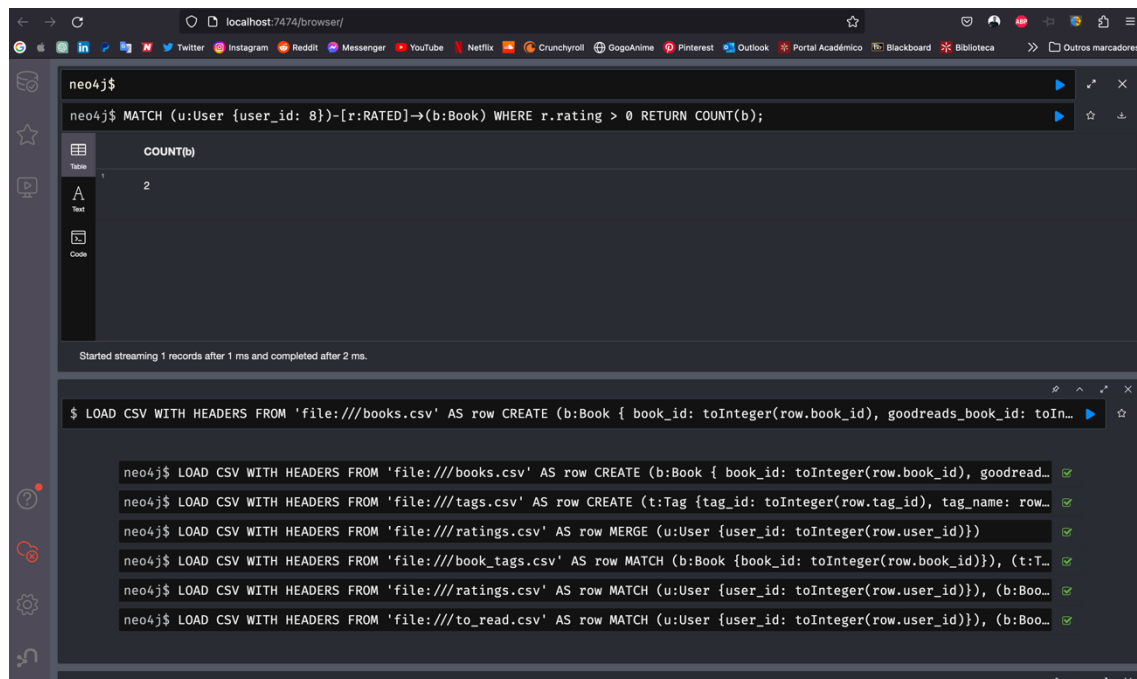 localhost:7474/browser/
Twitter Instagram Reddit Messenger YouTube Netflix Crunchyroll GogoAnime Pinterest Outlook Portal Académico Blackboard Biblioteca Outros marcadores
neo4j$
neo4j$ MATCH (u:User {user_id: 8})-[r:RATED]→(b:Book) WHERE r.rating > 0 RETURN COUNT(b);
Table
COUNT(b)
1
2
A
Text
Code
Started streaming 1 records after 1 ms and completed after 2 ms.
$ LOAD CSV WITH HEADERS FROM 'file:///books.csv' AS row CREATE (b:Book { book_id: toInteger(row.book_id), goodreads_book_id: toIn…
neo4j$ LOAD CSV WITH HEADERS FROM 'file:///books.csv' AS row CREATE (b:Book { book_id: toInteger(row.book_id), goodread…
neo4j$ LOAD CSV WITH HEADERS FROM 'file:///tags.csv' AS row CREATE (t:Tag {tag_id: toInteger(row.tag_id), tag_name: row…
neo4j$ LOAD CSV WITH HEADERS FROM 'file:///ratings.csv' AS row MERGE (u:User {user_id: toInteger(row.user_id)})
neo4j$ LOAD CSV WITH HEADERS FROM 'file:///book_tags.csv' AS row MATCH (b:Book {book_id: toInteger(row.book_id)}), (t:T…
neo4j$ LOAD CSV WITH HEADERS FROM 'file:///ratings.csv' AS row MATCH (u:User {user_id: toInteger(row.user_id)}), (b:Boo…
neo4j$ LOAD CSV WITH HEADERS FROM 'file:///to_read.csv' AS row MATCH (u:User {user_id: toInteger(row.user_id)}), (b:Boo…